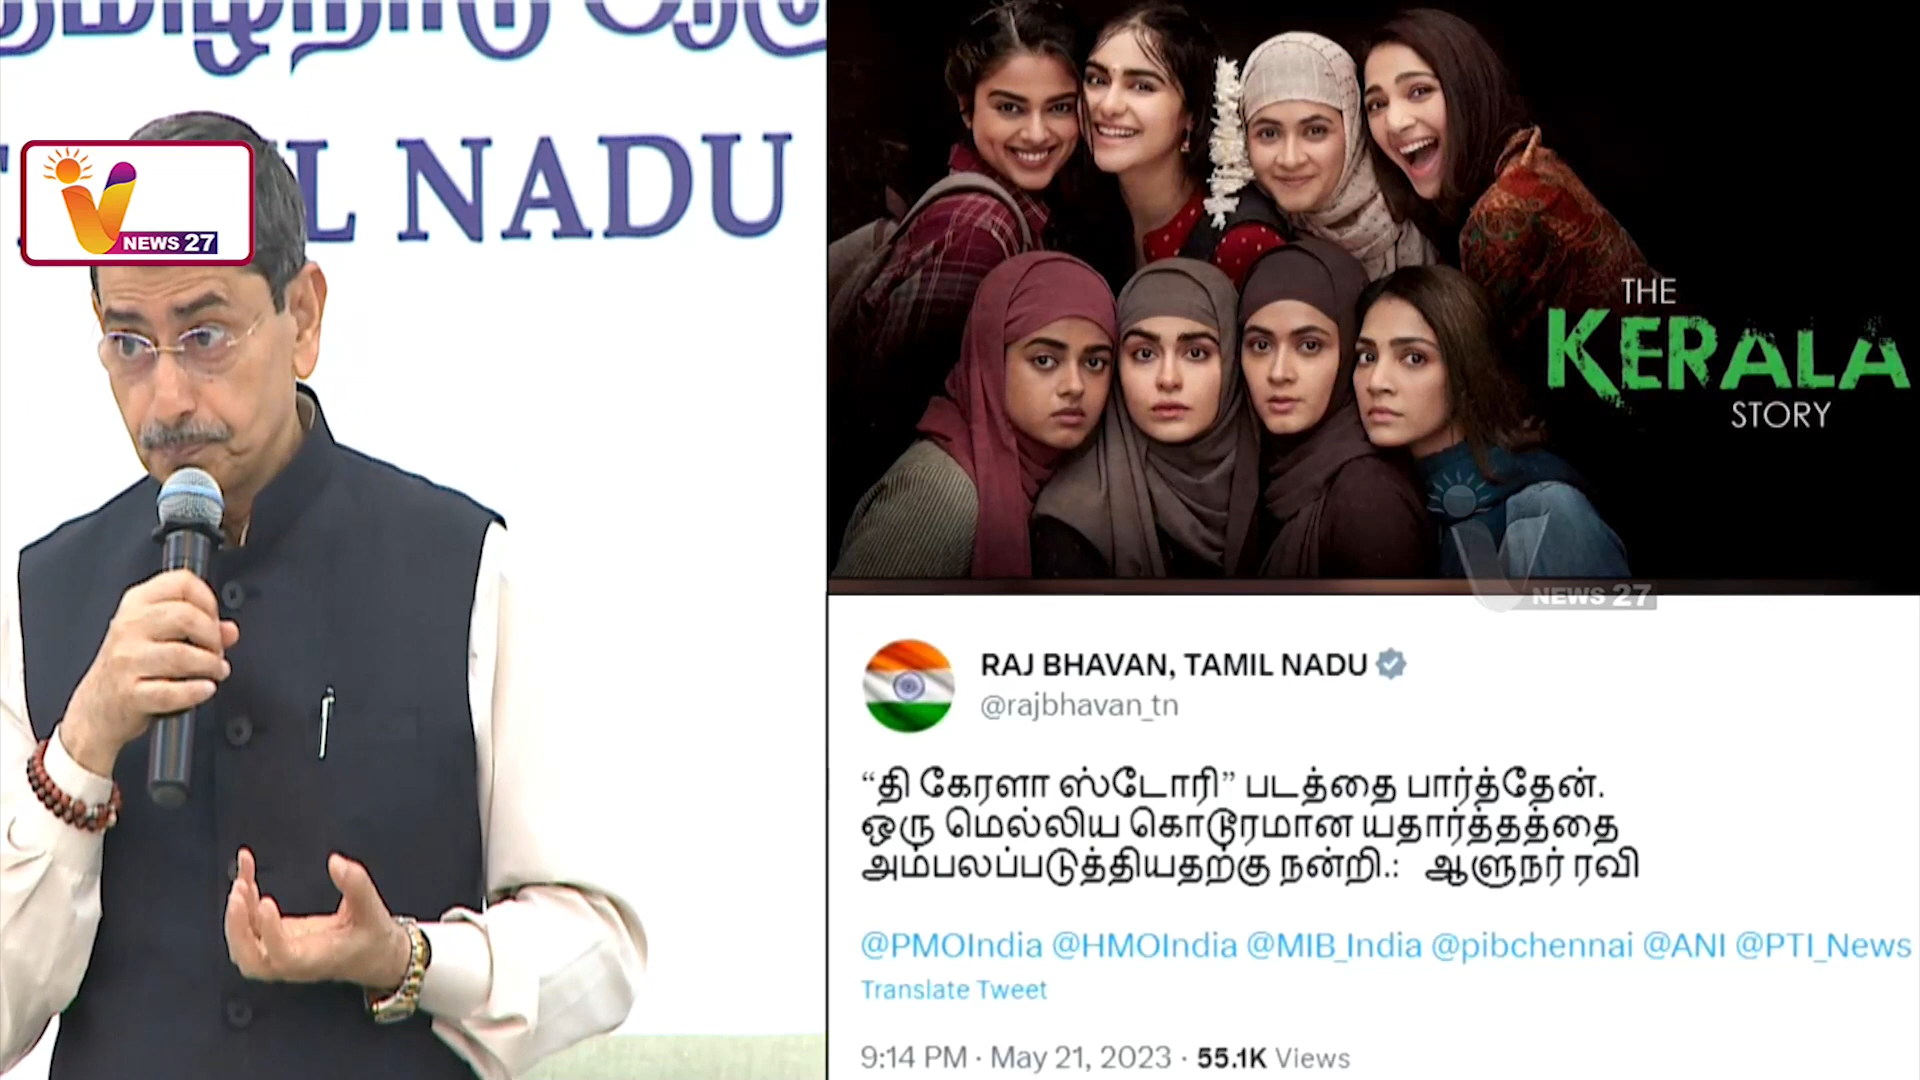 தமிழ்நாடு
NADU
NEWS 27
THE
KERALA
STORY
NEWS 27
RAJ BHAVAN, TAMIL NADU
@rajbhavan_tn
“தி கேரளா ஸ்டோரி” படத்தை பார்த்தேன்.
ஒரு மெல்லிய கொடூரமான யதார்த்தத்தை
அம்பலப்படுத்தியதற்கு நன்றி.: ஆளுநர் ரவி
@PMOIndia @HMOIndia @MIB_India @pibchennai @ANI @PTI_News
Translate Tweet
9:14 PM · May 21, 2023 · 55.1K Views